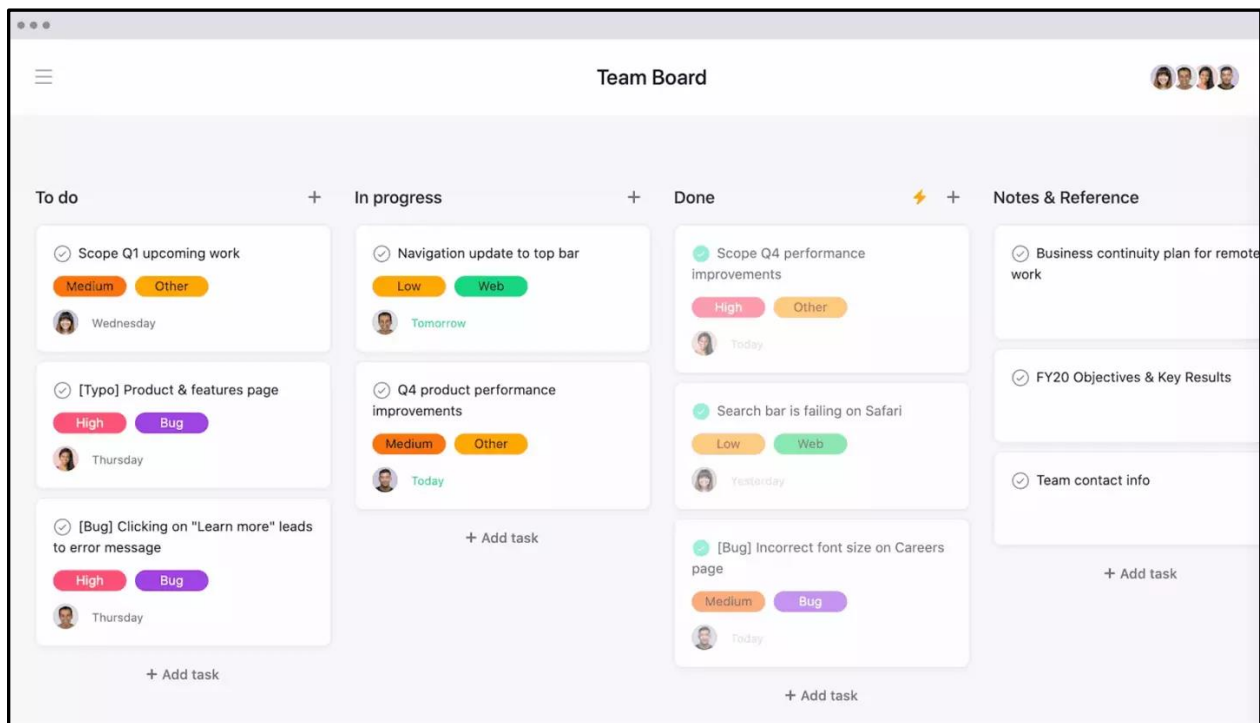 Team Board
To do
Scope Q1 upcoming work
Medium Other
Wednesday
[Typo] Product & features page
High Bug
Thursday
[Bug] Clicking on "Learn more" leads
to error message
High Bug
Thursday
+ Add task
In progress
Navigation update to top bar
Low Web
Tomorrow
Q4 product performance
improvements
Medium Other
Today
+ Add task
Done
Scope Q4 performance
improvements
High Other
Today
Search bar is failing on Safari
Low Web
Yesterday
[Bug] Incorrect font size on Careers
page
Medium Bug
Today
+ Add task
Notes & Reference
Business continuity plan for remote
work
FY20 Objectives & Key Results
Team contact info
+ Add task